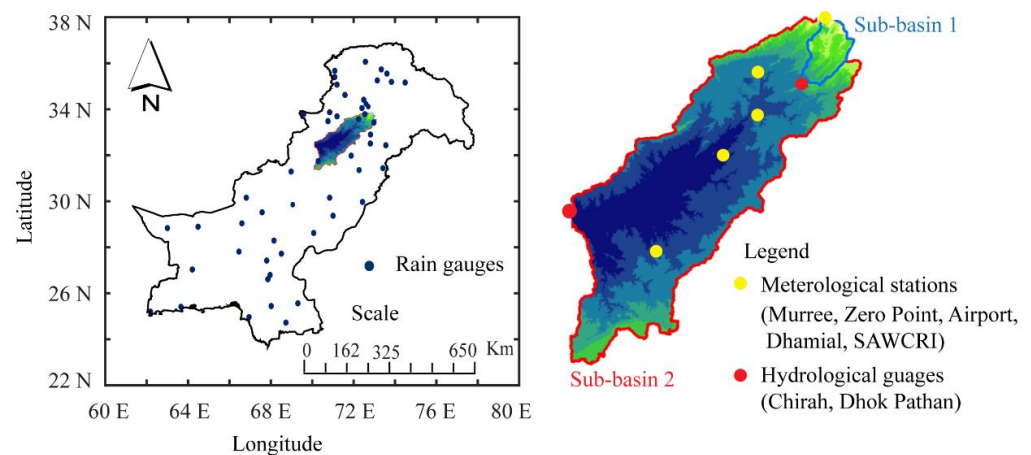 38 N
34 N
30 N
26 N
22 N
Latitude
N
Rain gauges
Scale
0 162 325 650 Km
60 E 64 E 68 E 72 E 76 E 80 E
Longitude
Sub-basin 1
Sub-basin 2
Legend
Meterological stations
(Murree, Zero Point, Airport,
Dhamial, SAWCRI)
Hydrological guages
(Chirah, Dhok Pathan)